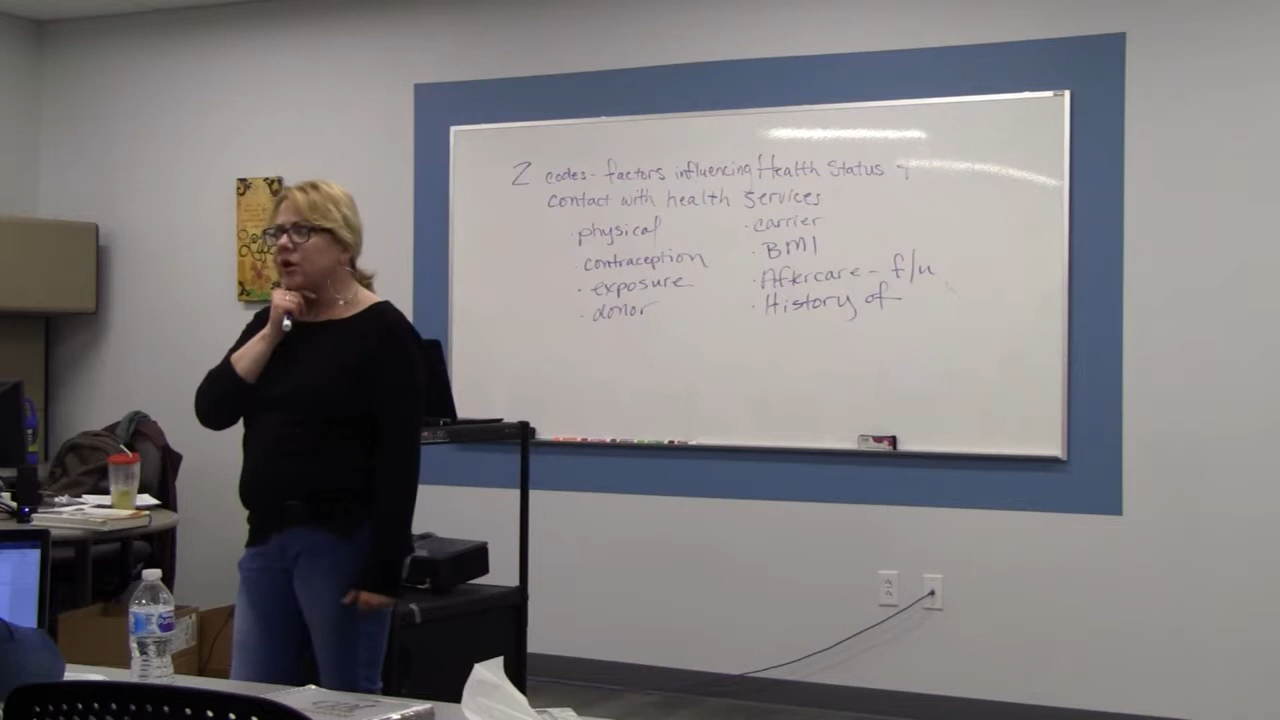 Z codes - factors influencing Health Status &
contact with health services
· physical
· contraception
· exposure
· donor
· carrier
· BMI
· Aftercare - f/u
· History of